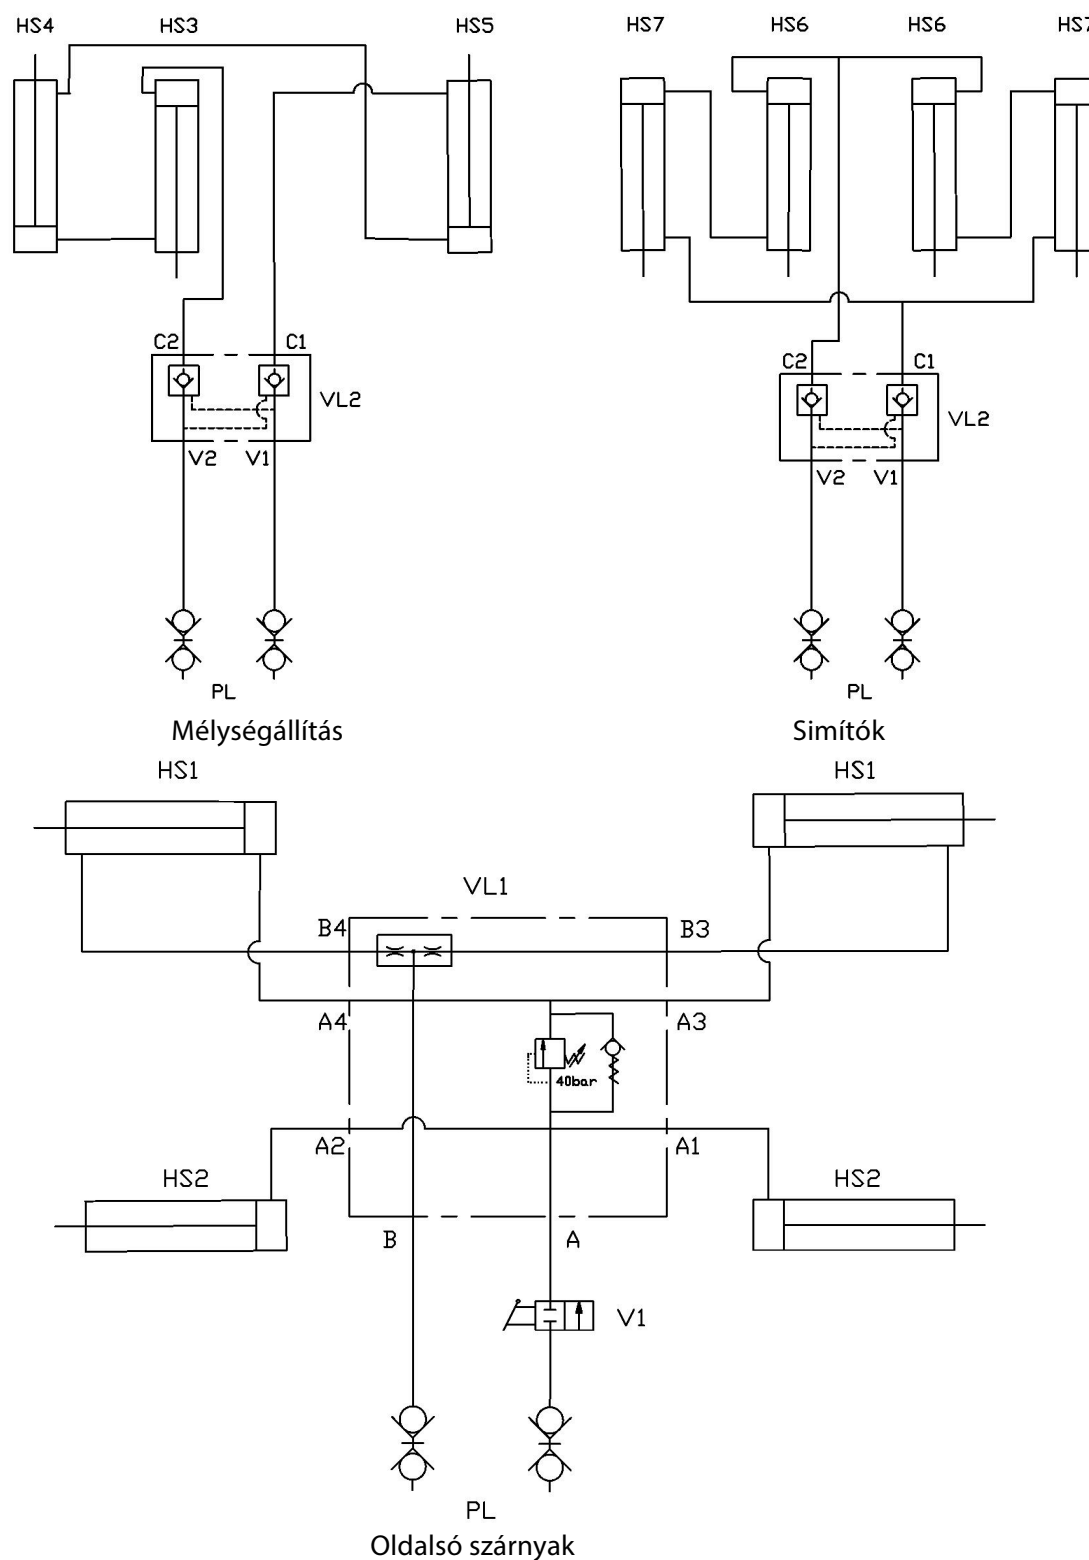 HS4 HS3 HS5
HS7 HS6 HS6 HS7
C2 C1
VL2
V2 V1
PL
Mélységállítás
C2 C1
VL2
V2 V1
PL
Simítók
HS1 HS1
VL1
B4 B3
A4 A3
40bar
A2 A1
HS2 HS2
B A
V1
PL
Oldalsó szárnyak